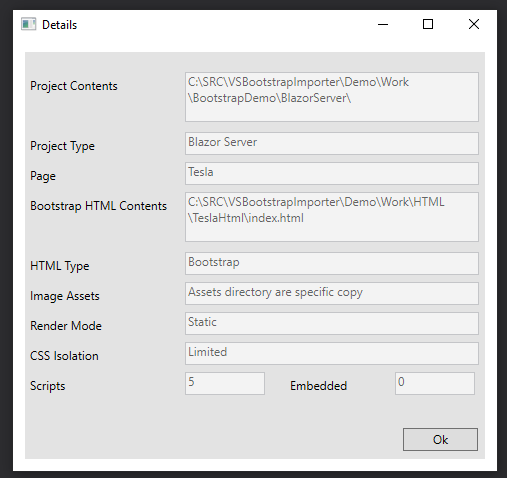 Details
Project Contents
C:\SRC\VSBootstrapImporter\Demo\Work
\BootstrapDemo\BlazorServer\
Project Type
Blazor Server
Page
Tesla
Bootstrap HTML Contents
C:\SRC\VSBootstrapImporter\Demo\Work\HTML
\TeslaHtml\index.html
HTML Type
Bootstrap
Image Assets
Assets directory are specific copy
Render Mode
Static
CSS Isolation
Limited
Scripts
5
Embedded
0
Ok